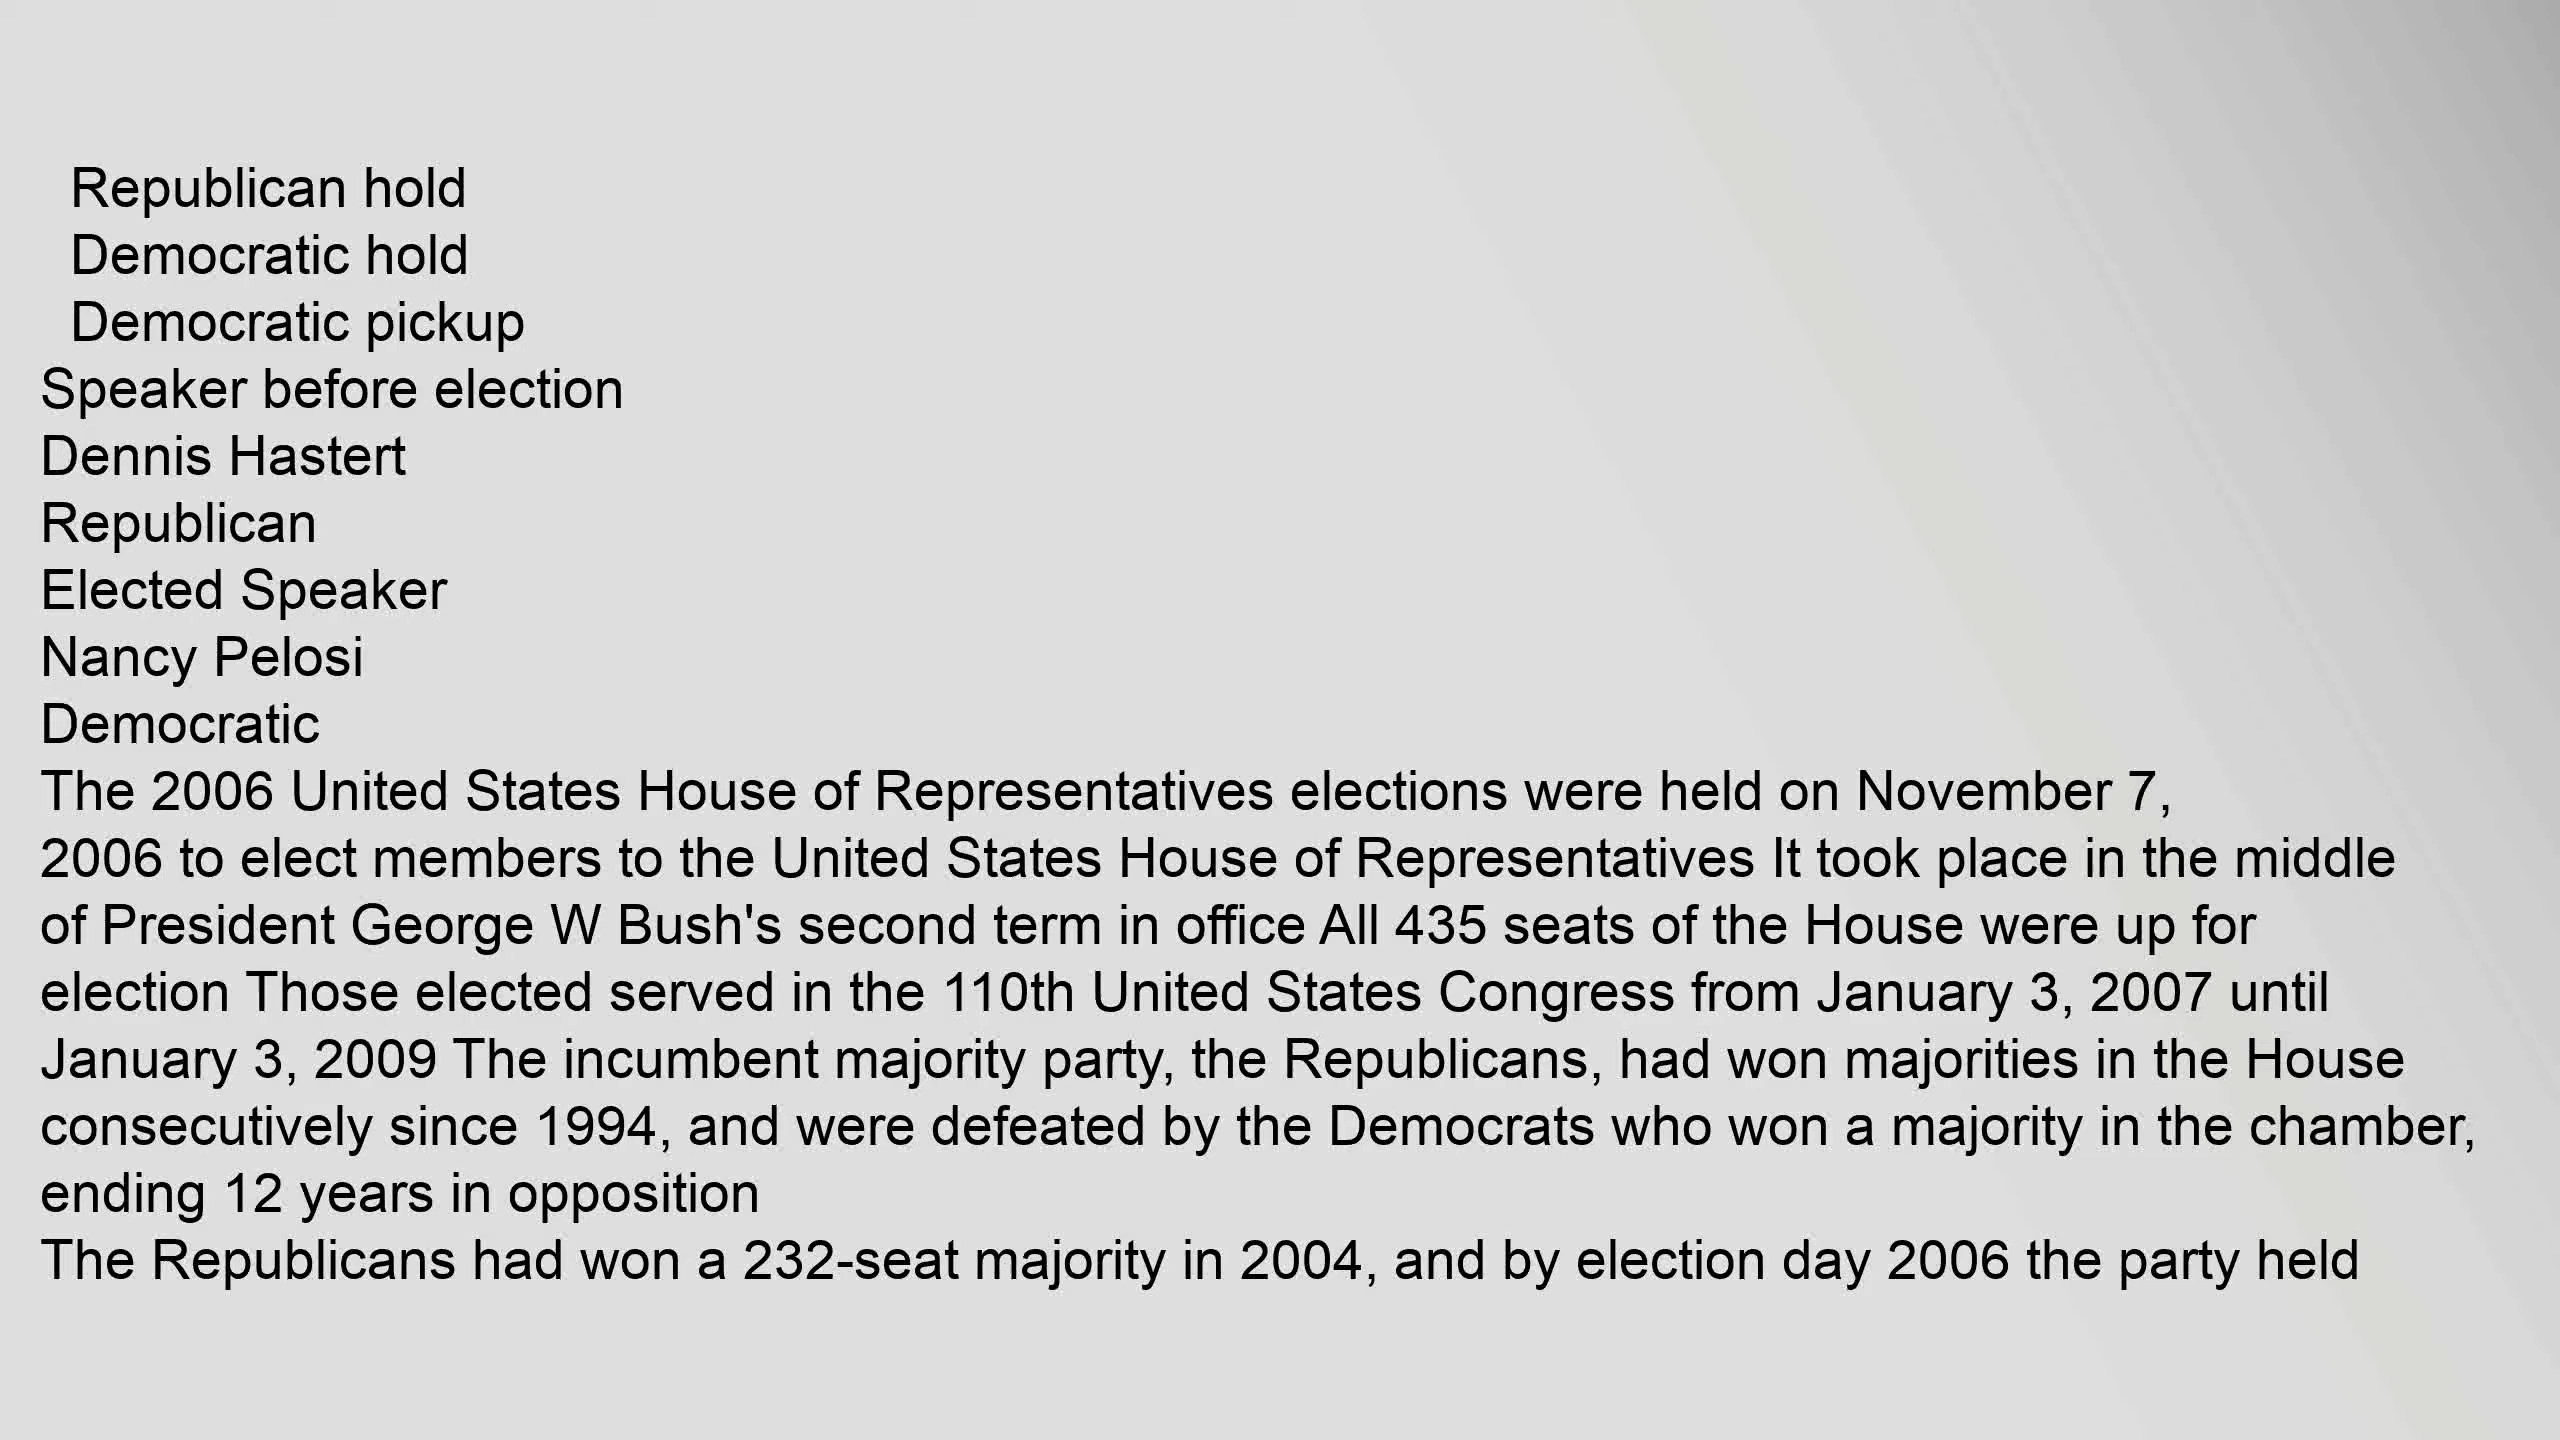 Republican hold
Democratic hold
Democratic pickup
Speaker before election
Dennis Hastert
Republican
Elected Speaker
Nancy Pelosi
Democratic
The 2006 United States House of Representatives elections were held on November 7,
2006 to elect members to the United States House of Representatives It took place in the middle
of President George W Bush's second term in office All 435 seats of the House were up for
election Those elected served in the 110th United States Congress from January 3, 2007 until
January 3, 2009 The incumbent majority party, the Republicans, had won majorities in the House
consecutively since 1994, and were defeated by the Democrats who won a majority in the chamber,
ending 12 years in opposition
The Republicans had won a 232-seat majority in 2004, and by election day 2006 the party held